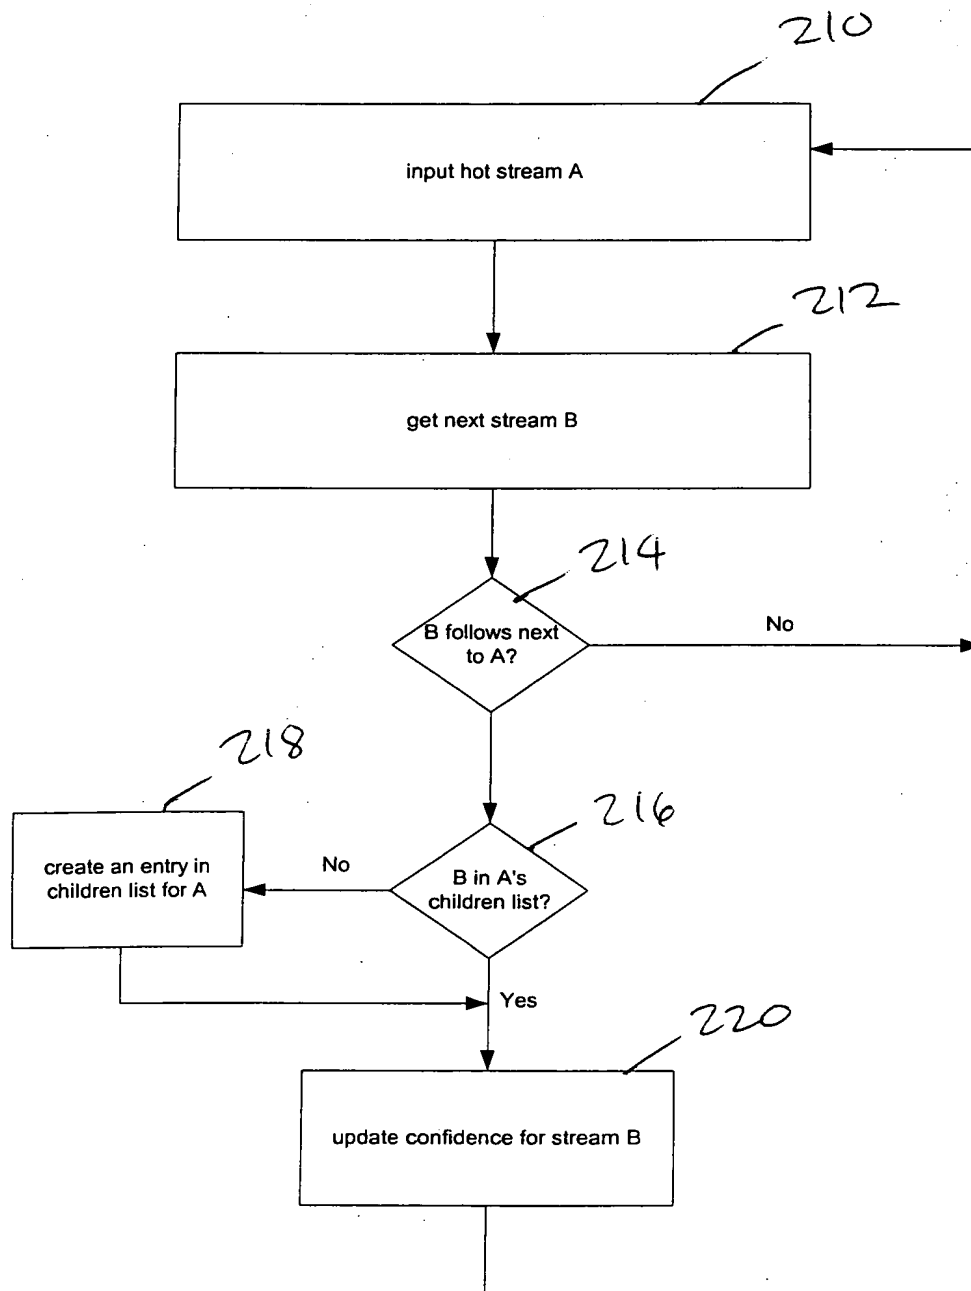 210
input hot stream A
212
get next stream B
214
B follows next
to A?
No
218
216
create an entry in
children list for A
No
B in A's
children list?
Yes
220
update confidence for stream B